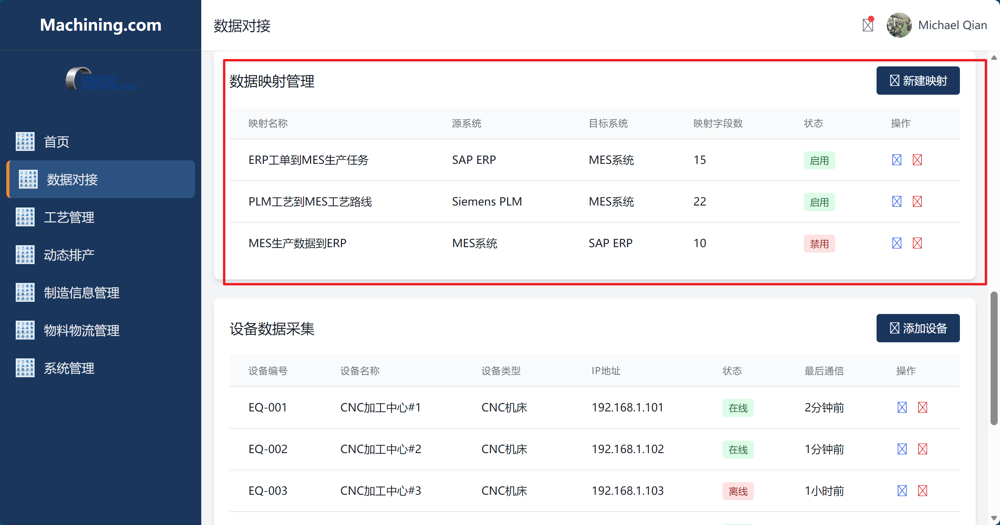 Machining.com
数据对接
Michael Qian
UNITED
MACHINING SOLUTIONS
首页
数据对接
工艺管理
动态排产
制造信息管理
物料物流管理
系统管理
数据映射管理
新建映射
映射名称 源系统 目标系统 映射字段数 状态 操作
ERP工单到MES生产任务 SAP ERP MES系统 15 启用
PLM工艺到MES工艺路线 Siemens PLM MES系统 22 启用
MES生产数据到ERP MES系统 SAP ERP 10 禁用
设备数据采集
添加设备
设备编号 设备名称 设备类型 IP地址 状态 最后通信 操作
EQ-001 CNC加工中心#1 CNC机床 192.168.1.101 在线 2分钟前
EQ-002 CNC加工中心#2 CNC机床 192.168.1.102 在线 1分钟前
EQ-003 CNC加工中心#3 CNC机床 192.168.1.103 离线 1小时前